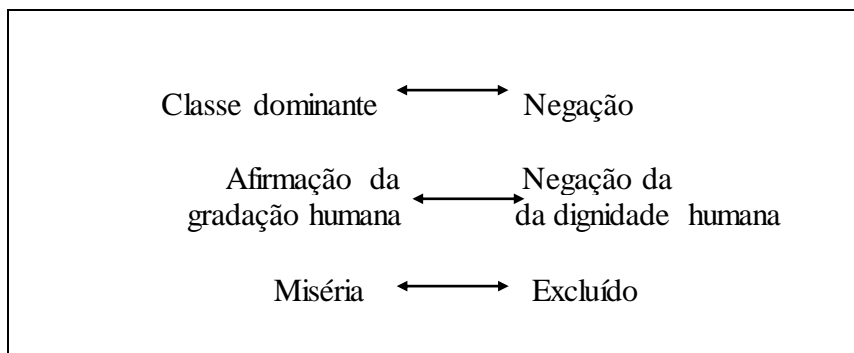 Classe dominante Negação
Afirmação da Negação da
gradação humana da dignidade humana
Miséria Excluído